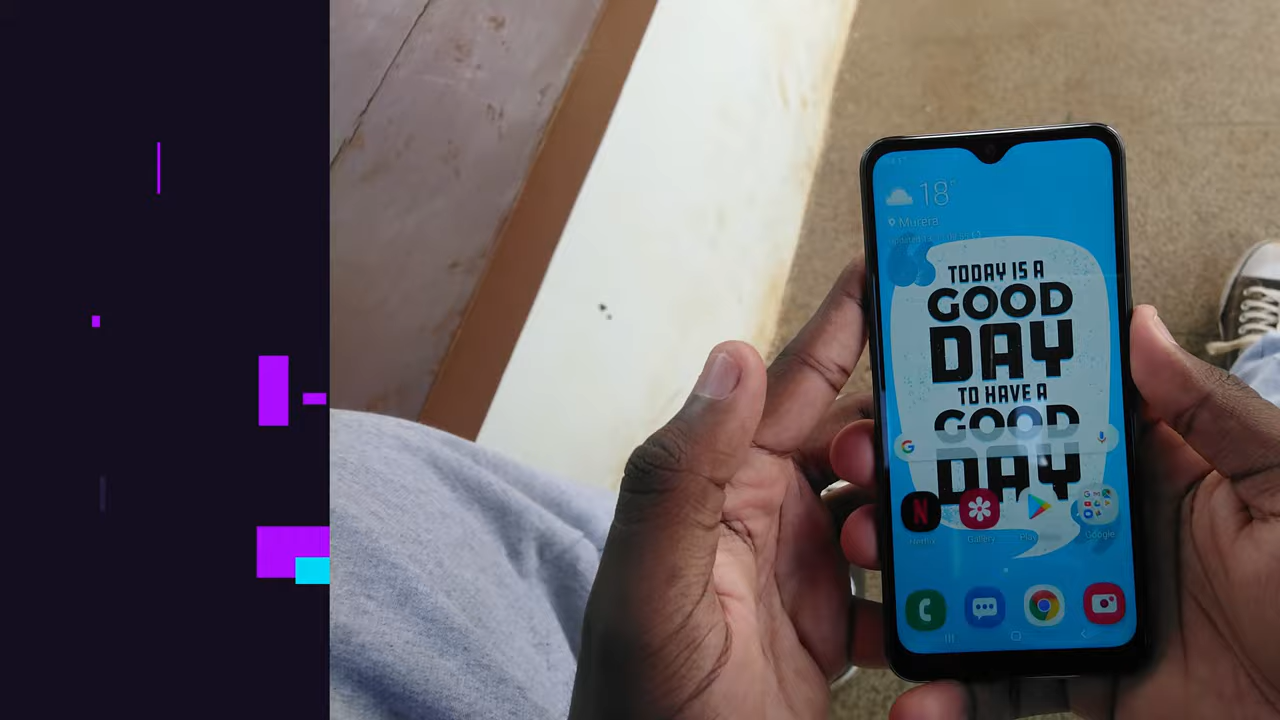 18°
Murera
TODAY IS A
GOOD
DAY
TO HAVE A
GOOD
DAY
Netflix
Gallery
Play
Google